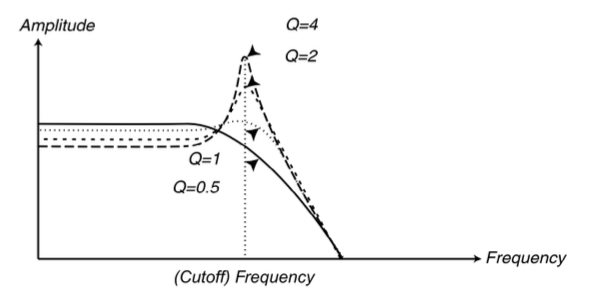 Amplitude
Q=4
Q=2
Q=1
Q=0.5
Frequency
(Cutoff) Frequency